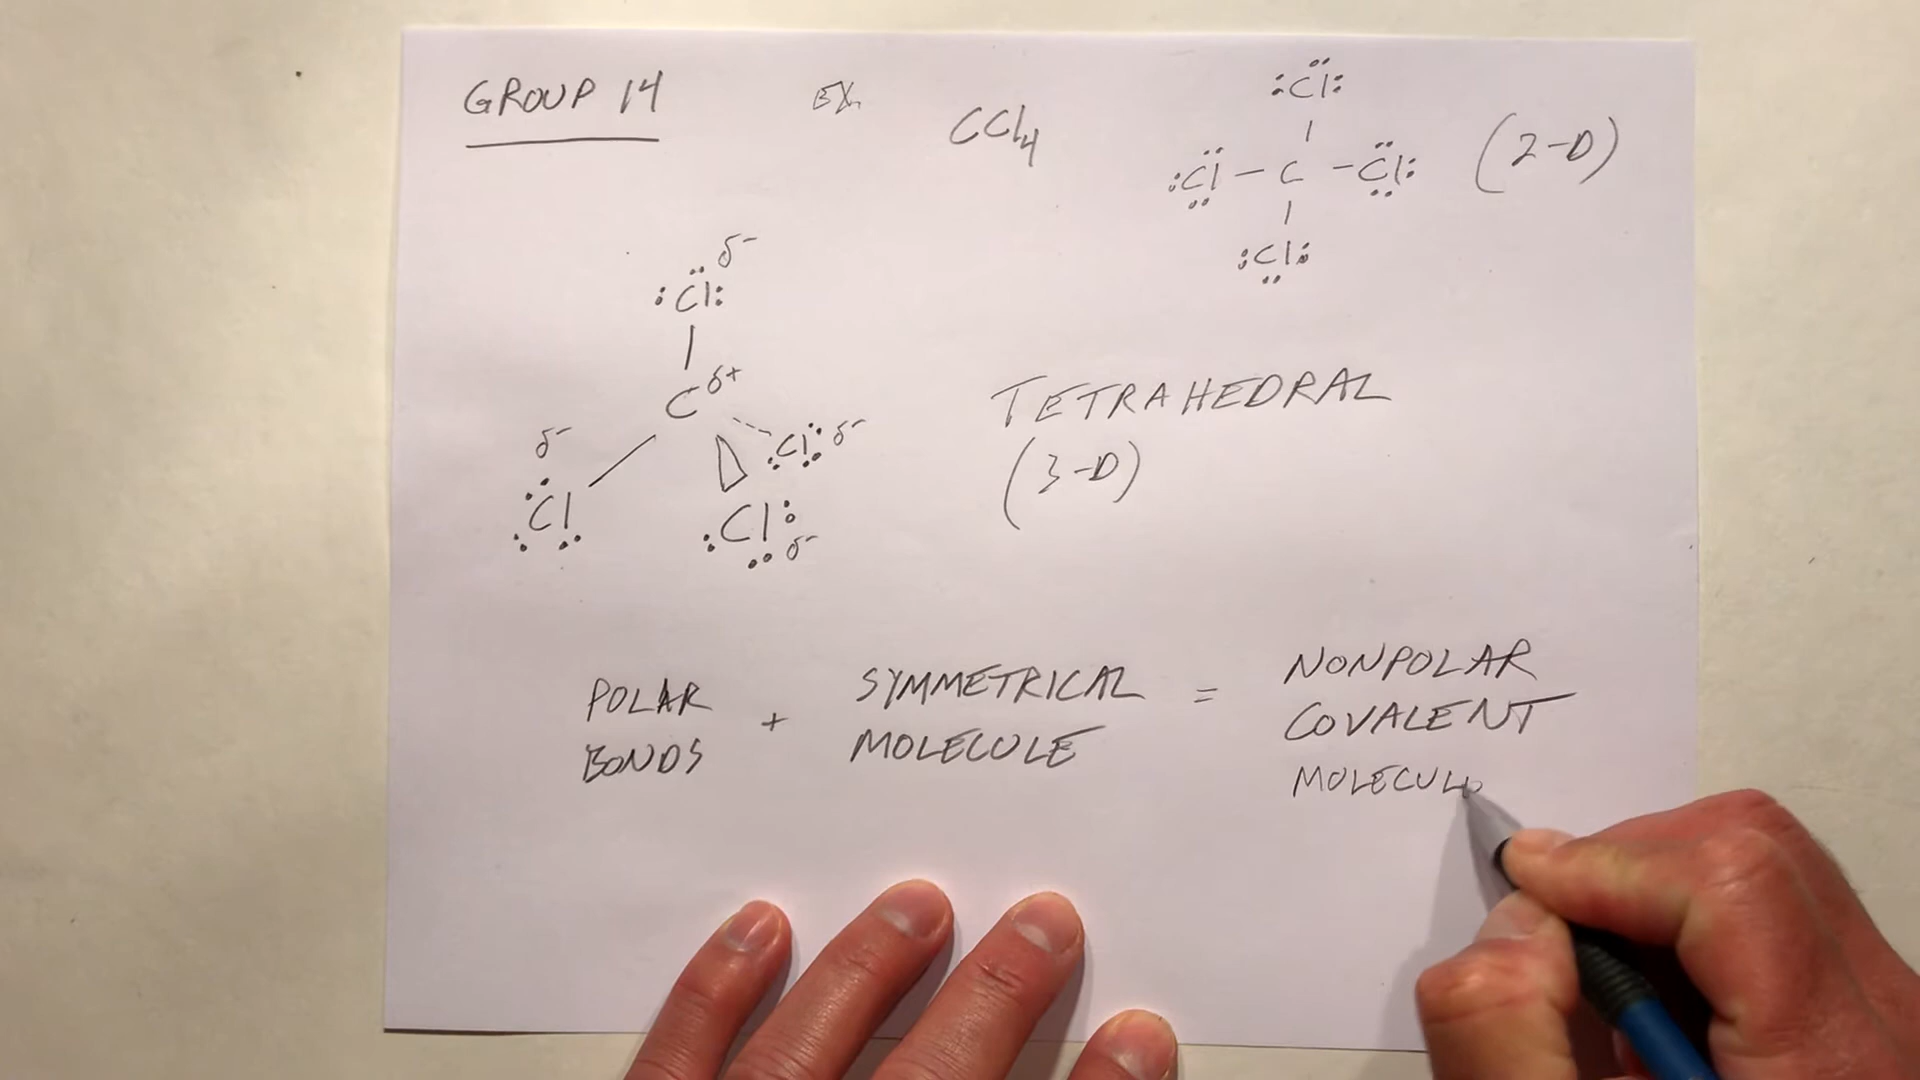 GROUP 14
EX.
CCl4
:Cl:
:Cl — C — Cl:
:Cl:
(2-D)
δ-
:Cl:
C δ+
δ-
Cl
Cl δ-
:Cl:
δ-
TETRAHEDRAL
(3-D)
POLAR
BONDS
+
SYMMETRICAL
MOLECULE
=
NONPOLAR
COVALENT
MOLECUL